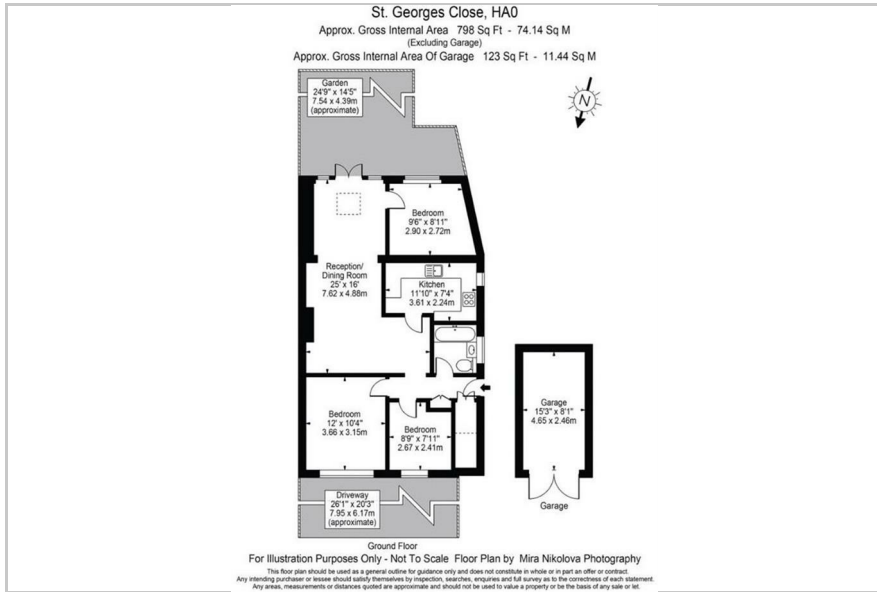 St. Georges Close, HA0
Approx. Gross Internal Area 798 Sq Ft - 74.14 Sq M
(Excluding Garage)
Approx. Gross Internal Area Of Garage 123 Sq Ft - 11.44 Sq M
Garden
24'9" x 14'5"
7.54 x 4.39m
(approximate)
N
Bedroom
9'6" x 8'11"
2.90 x 2.72m
Reception/
Dining Room
25' x 16'
7.62 x 4.88m
Kitchen
11'10" x 7'4"
3.61 x 2.24m
Bedroom
12' x 10'4"
3.66 x 3.15m
Bedroom
8'9" x 7'11"
2.67 x 2.41m
Garage
15'3" x 8'1"
4.65 x 2.46m
Garage
Driveway
26'1" x 20'3"
7.95 x 6.17m
(approximate)
Ground Floor
For Illustration Purposes Only - Not To Scale Floor Plan by Mira Nikolova Photography
This floor plan should be used as a general outline for guidance only and does not constitute in whole or in part an offer or contract.
Any intending purchaser or lessee should satisfy themselves by inspection, searches, enquiries and full survey as to the correctness of each statement.
Any areas, measurements or distances quoted are approximate and should not be used to value a property or be the basis of any sale or let.